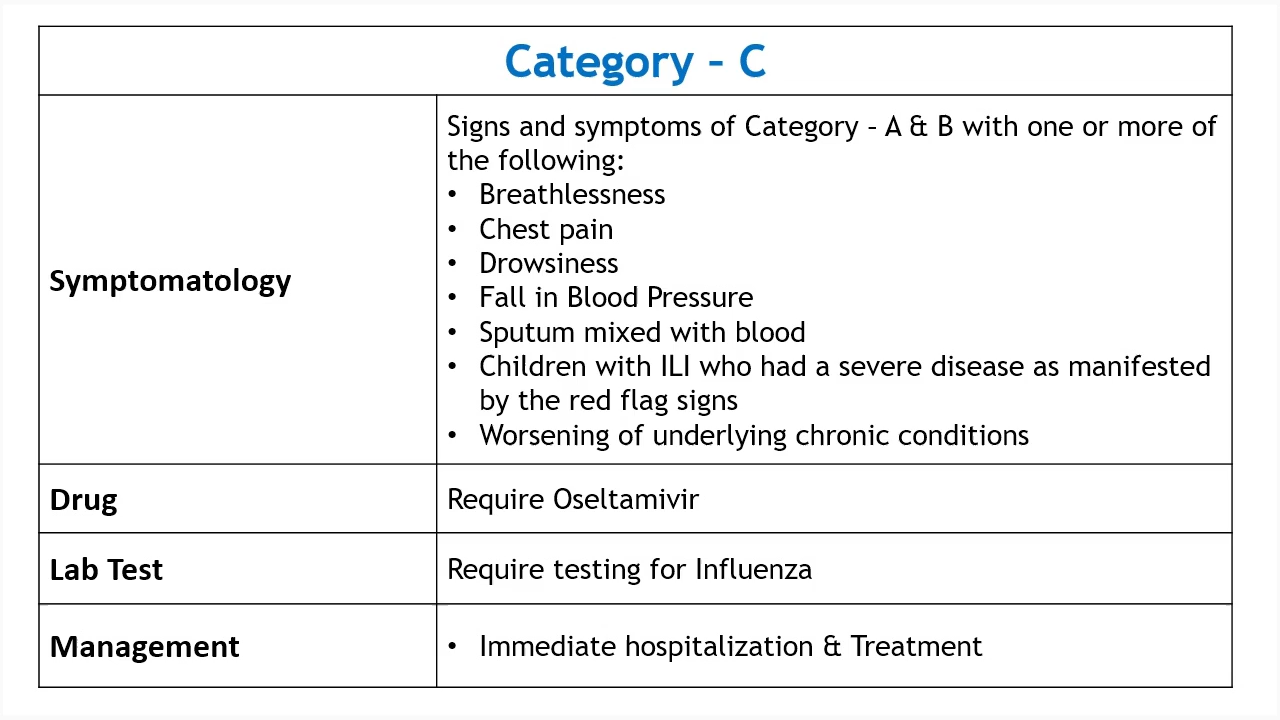 Category – C
Symptomatology
Signs and symptoms of Category – A & B with one or more of
the following:
• Breathlessness
• Chest pain
• Drowsiness
• Fall in Blood Pressure
• Sputum mixed with blood
• Children with ILI who had a severe disease as manifested
by the red flag signs
• Worsening of underlying chronic conditions
Drug
Require Oseltamivir
Lab Test
Require testing for Influenza
Management
• Immediate hospitalization & Treatment